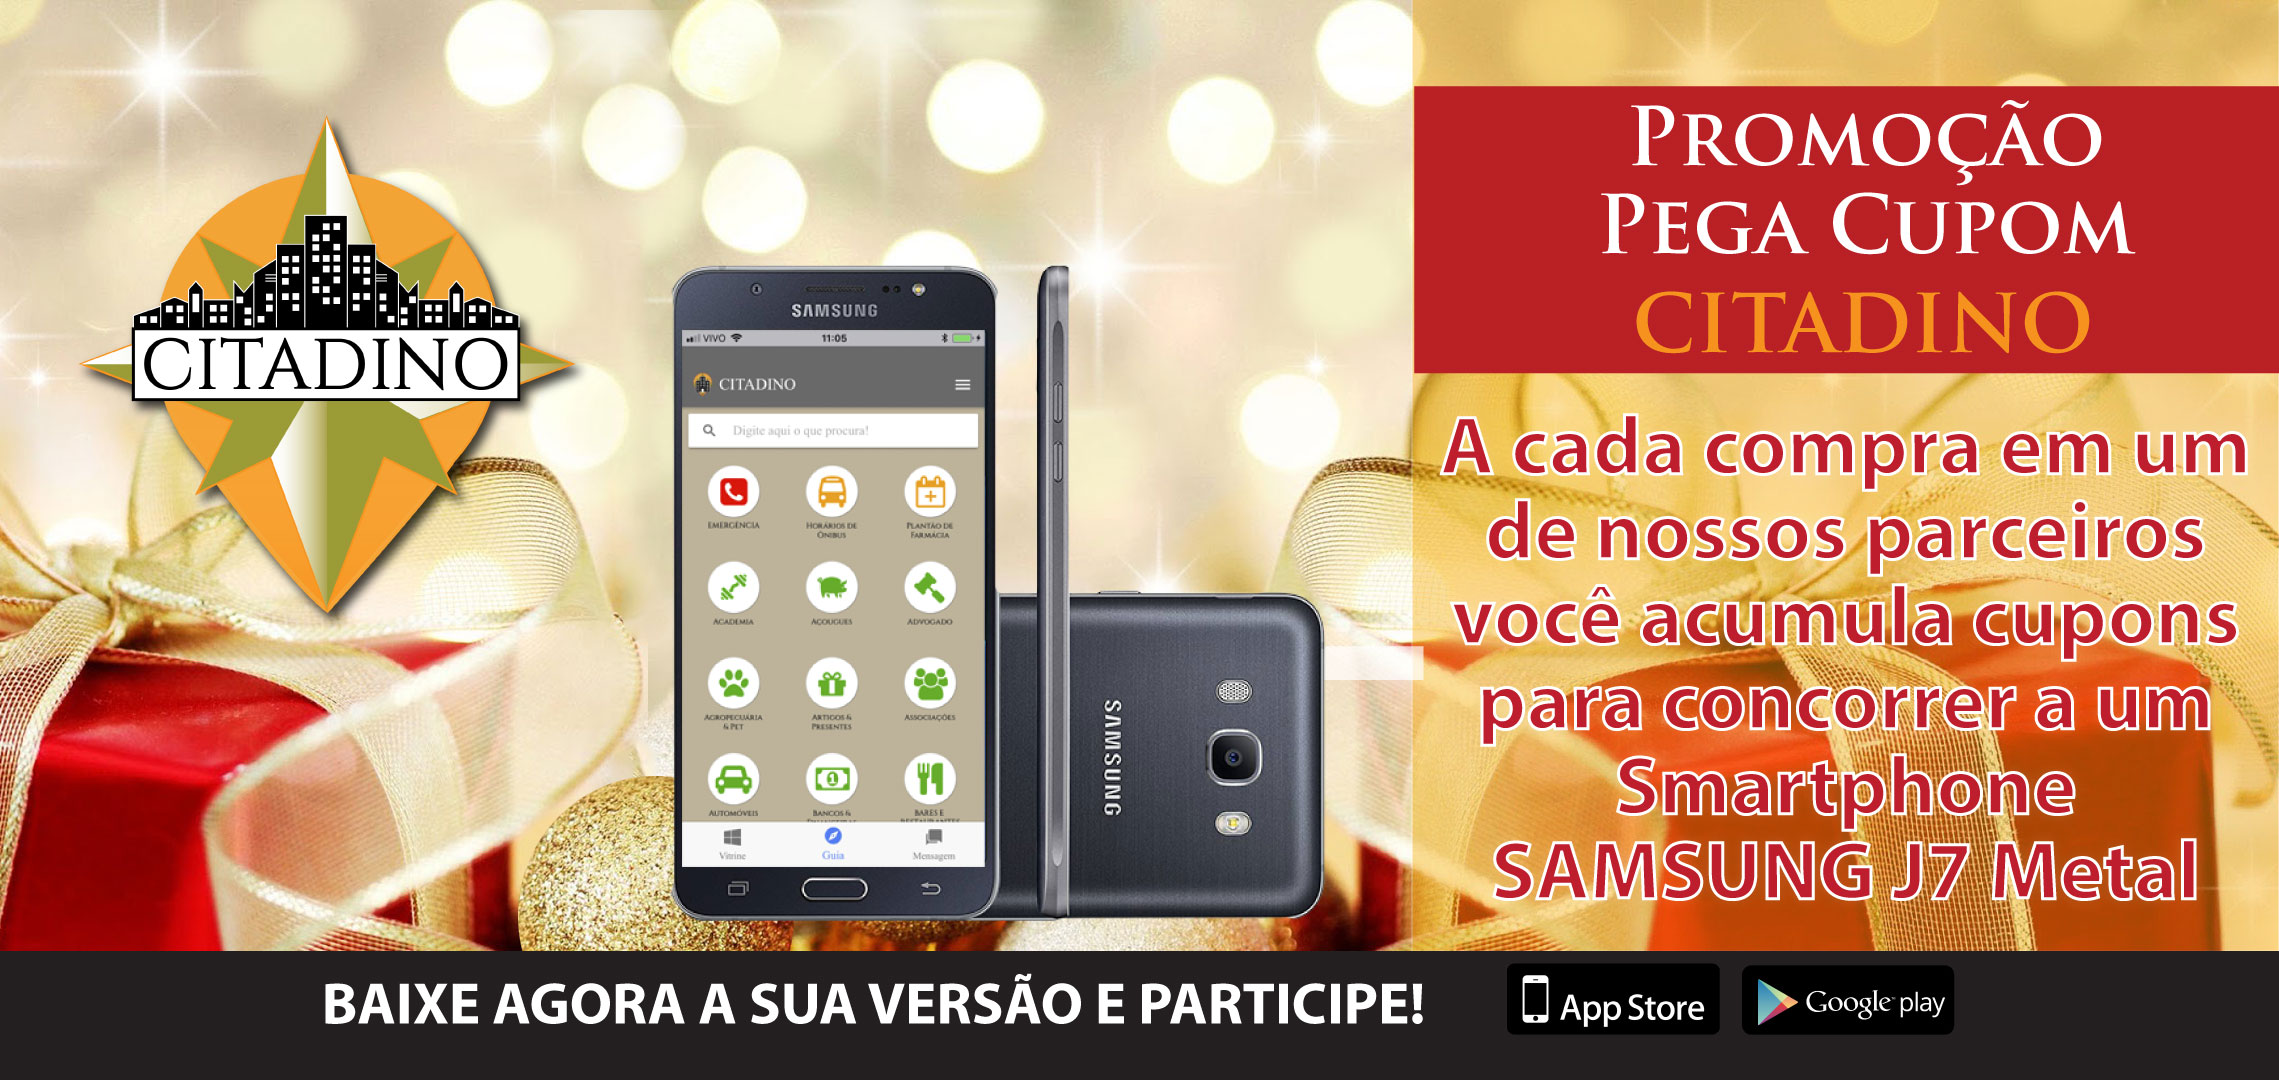 CITADINO
SAMSUNG
VIVO 11:05
CITADINO
Digite aqui o que procura!
EMERGÊNCIA
HORÁRIOS DE
ÔNIBUS
PLANTÃO DE
FARMÁCIA
ACADEMIA
AÇOUGUES
ADVOGADO
AGROPECUÁRIA
& PET
ARTIGOS &
PRESENTES
ASSOCIAÇÕES
AUTOMÓVEIS
BANCOS &
BARES E
RESTAURANTES
Vitrine
Guia
Mensagem
SAMSUNG
PROMOÇÃO
PEGA CUPOM
CITADINO
A cada compra em um
de nossos parceiros
você acumula cupons
para concorrer a um
Smartphone
SAMSUNG J7 Metal
BAIXE AGORA A SUA VERSÃO E PARTICIPE!
App Store
Google play